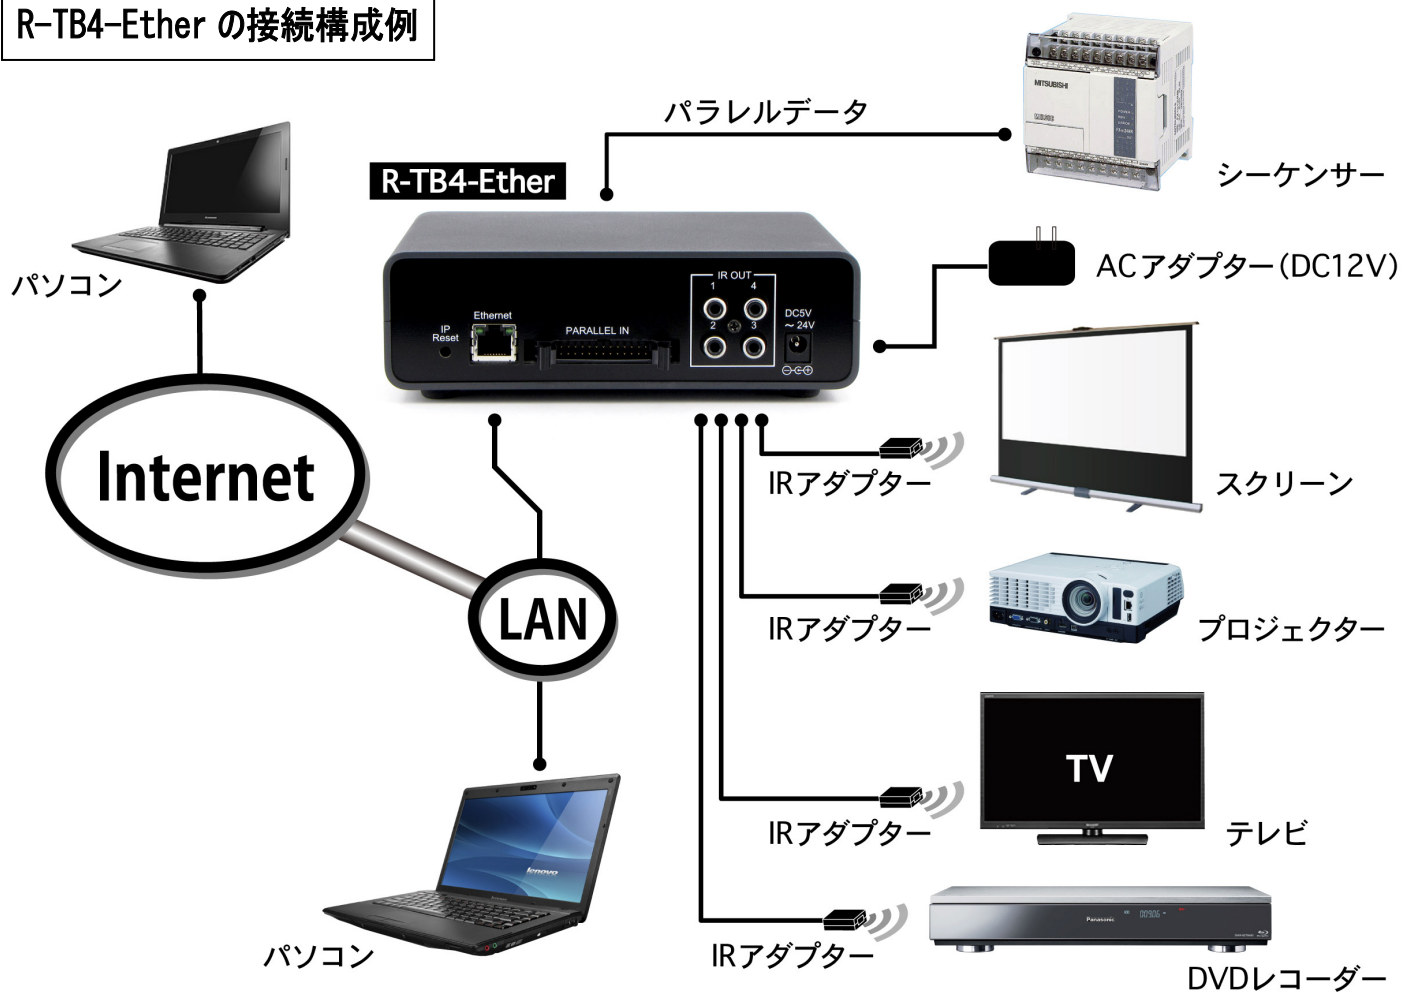 R-TB4-Ether の接続構成例
パラレルデータ
MITSUBISHI
シーケンサー
R-TB4-Ether
パソコン
ACアダプター(DC12V)
IR OUT
1 4
2 3
Ethernet
IP
Reset
PARALLEL IN
DC5V
～24V
Internet
IRアダプター
スクリーン
LAN
IRアダプター
プロジェクター
TV
IRアダプター
テレビ
lenovo
パソコン
IRアダプター
Panasonic
DVDレコーダー